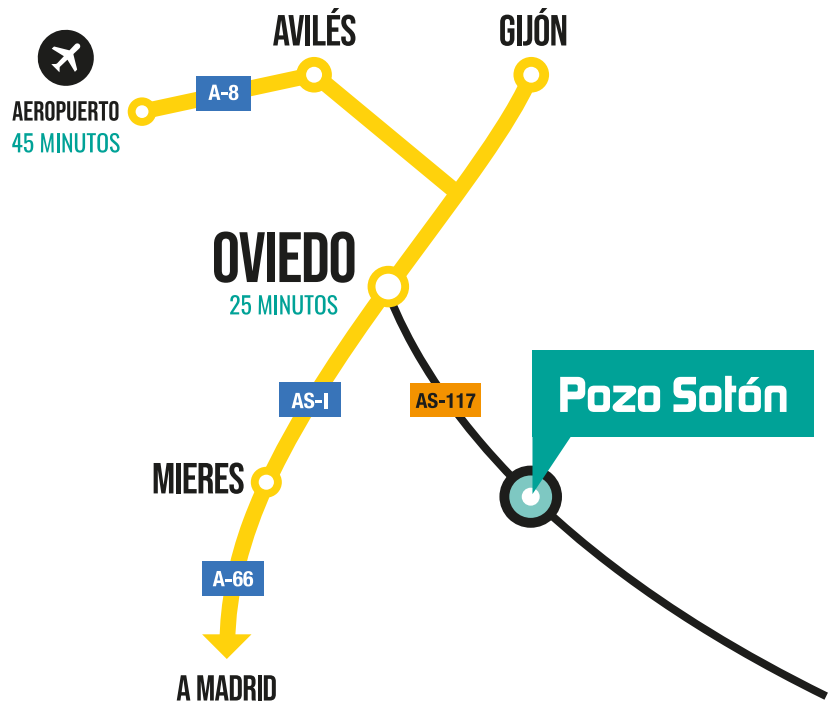 AVILÉS
GIJÓN
A-8
AEROPUERTO
45 MINUTOS
OVIEDO
25 MINUTOS
AS-I
AS-117
Pozo Sotón
MIERES
A-66
A MADRID